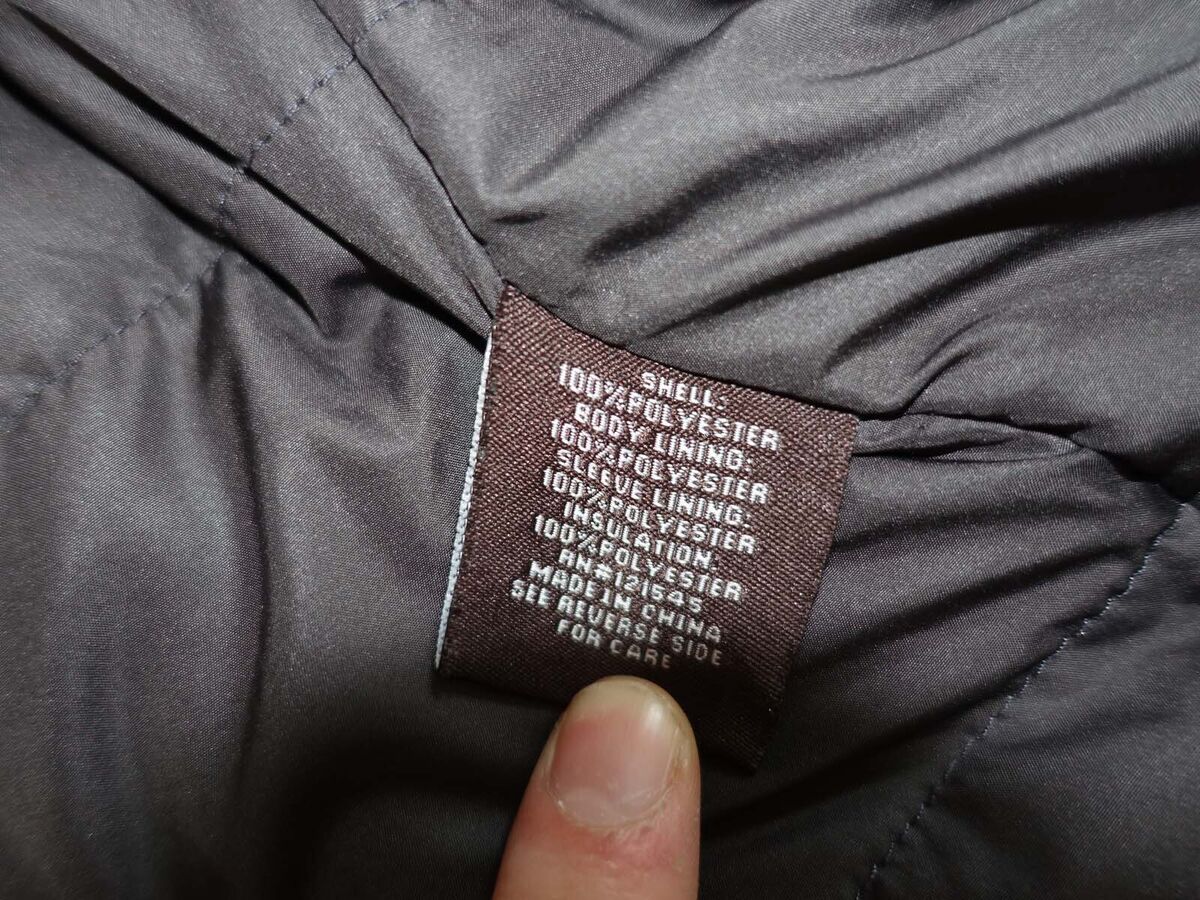 SHELL:
100%POLYESTER
BODY LINING:
100%POLYESTER
SLEEVE LINING:
100%POLYESTER
INSULATION:
100%POLYESTER
RN#121545
MADE IN CHINA
SEE REVERSE SIDE
FOR CARE